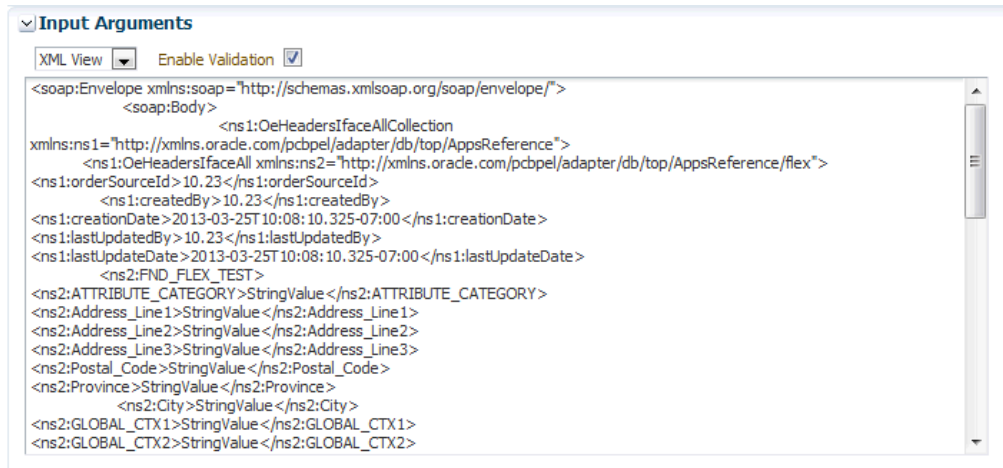 Input Arguments
XML View Enable Validation
<soap:Envelope xmlns:soap="http://schemas.xmlsoap.org/soap/envelope/">
<soap:Body>
<ns1:OeHeadersIfaceAllCollection
xmlns:ns1="http://xmlns.oracle.com/pcbpel/adapter/db/top/AppsReference">
<ns1:OeHeadersIfaceAll xmlns:ns2="http://xmlns.oracle.com/pcbpel/adapter/db/top/AppsReference/flex">
<ns1:orderSourceId>10.23</ns1:orderSourceId>
<ns1:createdBy>10.23</ns1:createdBy>
<ns1:creationDate>2013-03-25T10:08:10.325-07:00</ns1:creationDate>
<ns1:lastUpdatedBy>10.23</ns1:lastUpdatedBy>
<ns1:lastUpdateDate>2013-03-25T10:08:10.325-07:00</ns1:lastUpdateDate>
<ns2:FND_FLEX_TEST>
<ns2:ATTRIBUTE_CATEGORY>StringValue</ns2:ATTRIBUTE_CATEGORY>
<ns2:Address_Line1>StringValue</ns2:Address_Line1>
<ns2:Address_Line2>StringValue</ns2:Address_Line2>
<ns2:Address_Line3>StringValue</ns2:Address_Line3>
<ns2:Postal_Code>StringValue</ns2:Postal_Code>
<ns2:Province>StringValue</ns2:Province>
<ns2:City>StringValue</ns2:City>
<ns2:GLOBAL_CTX1>StringValue</ns2:GLOBAL_CTX1>
<ns2:GLOBAL_CTX2>StringValue</ns2:GLOBAL_CTX2>